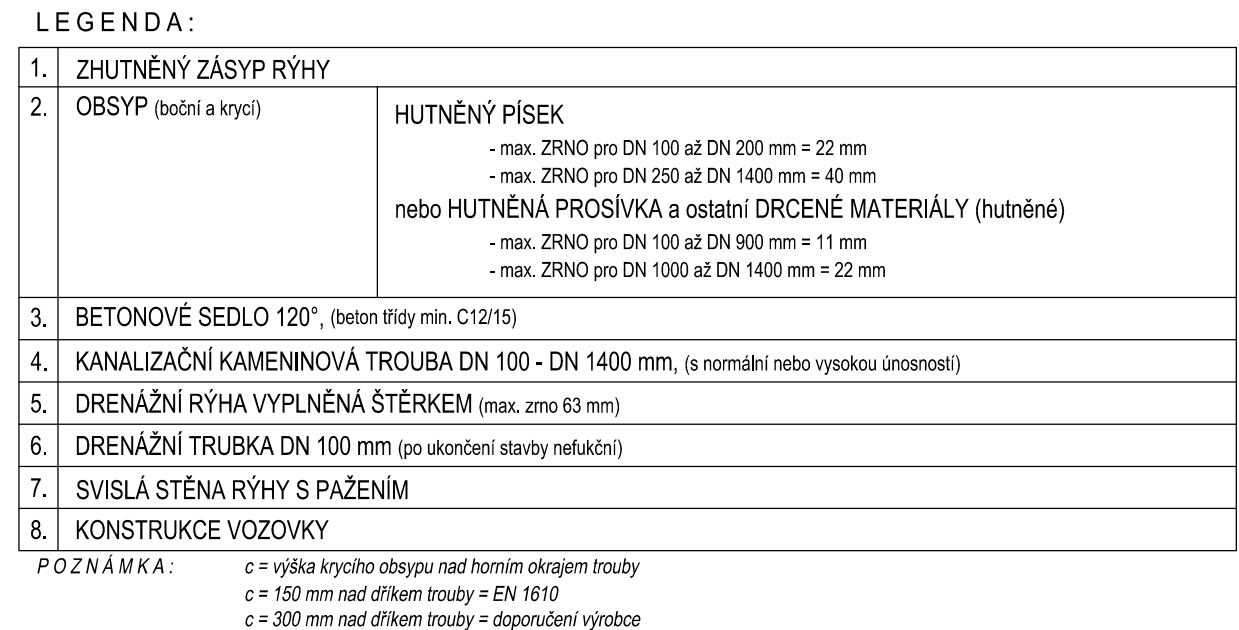 LEGENDA:
1. ZHUTNĚNÝ ZÁSYP RÝHY
2. OBSYP (boční a krycí)
HUTNĚNÝ PÍSEK
- max. ZRNO pro DN 100 až DN 200 mm = 22 mm
- max. ZRNO pro DN 250 až DN 1400 mm = 40 mm
nebo HUTNĚNÁ PROSÍVKA a ostatní DRCENÉ MATERIÁLY (hutněné)
- max. ZRNO pro DN 100 až DN 900 mm = 11 mm
- max. ZRNO pro DN 1000 až DN 1400 mm = 22 mm
3. BETONOVÉ SEDLO 120°, (beton třídy min. C12/15)
4. KANALIZAČNÍ KAMENINOVÁ TROUBA DN 100 - DN 1400 mm, (s normální nebo vysokou únosností)
5. DRENÁŽNÍ RÝHA VYPLNĚNÁ ŠTĚRKEM (max. zrno 63 mm)
6. DRENÁŽNÍ TRUBKA DN 100 mm (po ukončení stavby nefukční)
7. SVISLÁ STĚNA RÝHY S PAŽENÍM
8. KONSTRUKCE VOZOVKY
POZNÁMKA: c = výška krycího obsypu nad horním okrajem trouby
c = 150 mm nad dříkem trouby = EN 1610
c = 300 mm nad dříkem trouby = doporučení výrobce